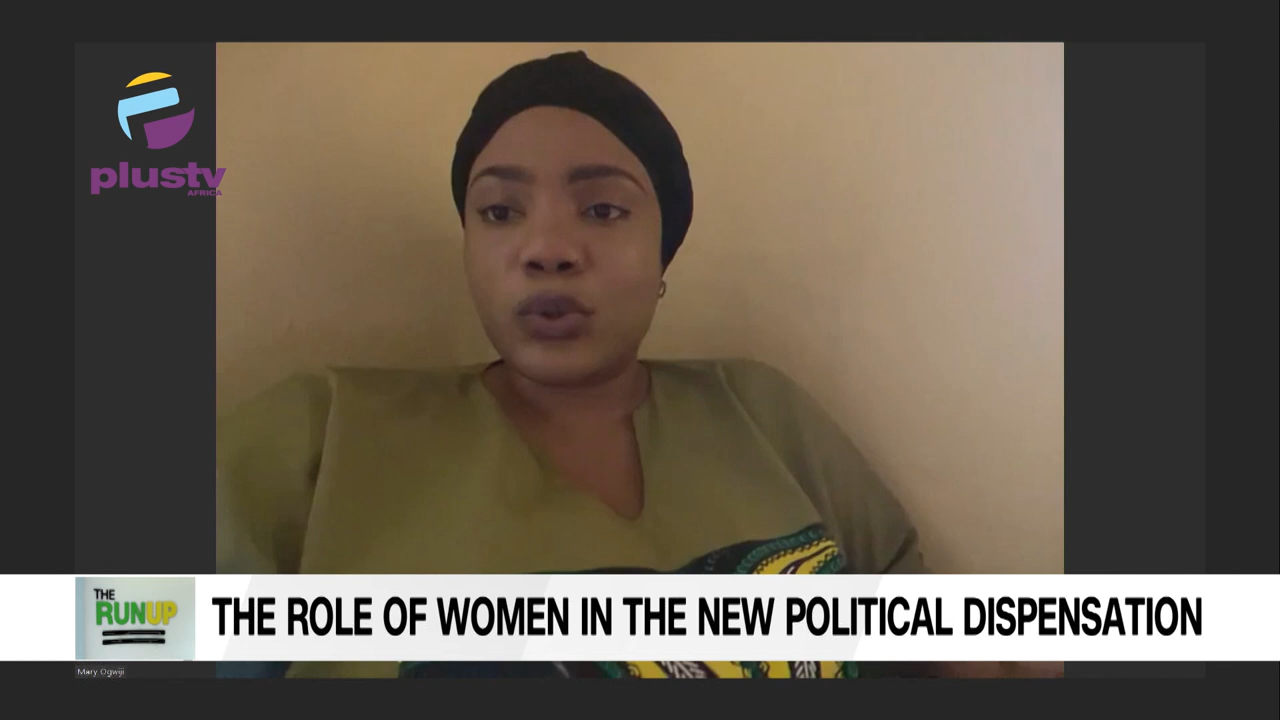 plustv
AFRICA
THE
RUNUP
THE ROLE OF WOMEN IN THE NEW POLITICAL DISPENSATION
Mary Ogwiji